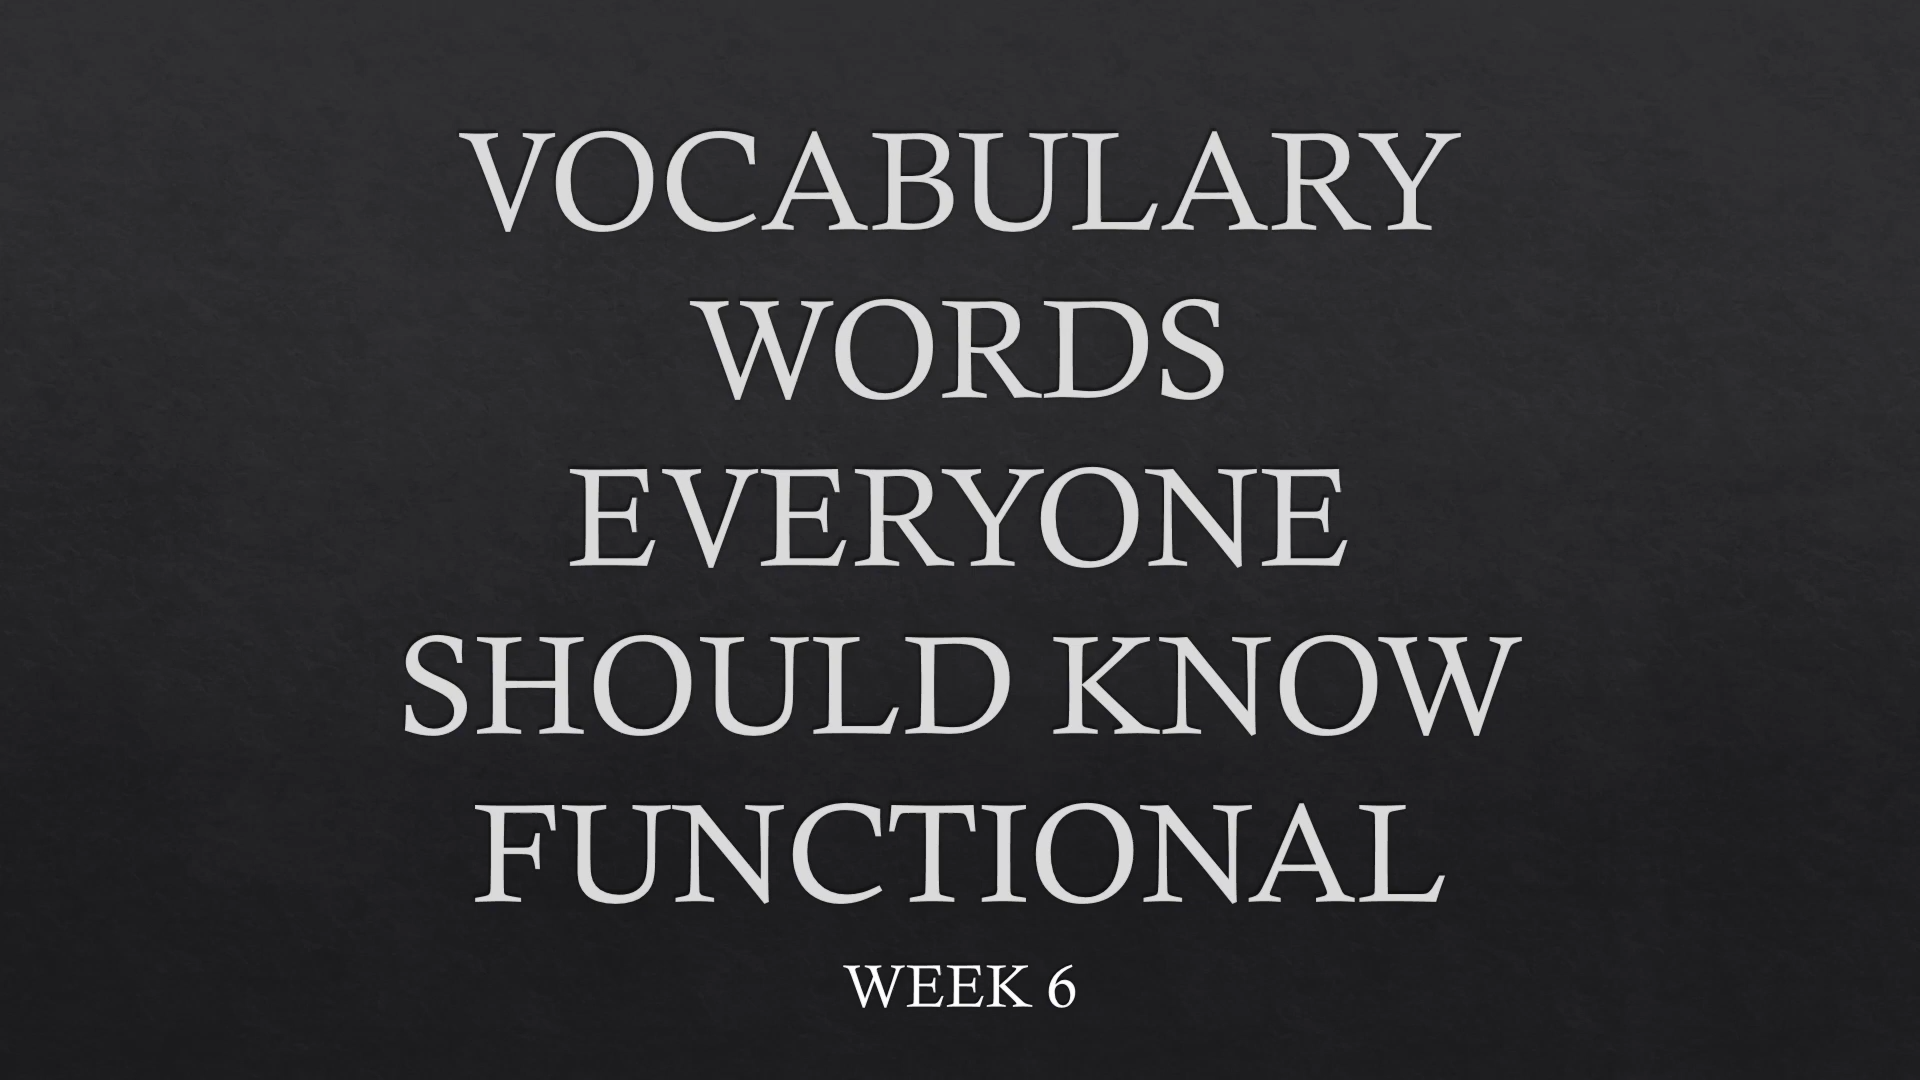 VOCABULARY
WORDS
EVERYONE
SHOULD KNOW
FUNCTIONAL
WEEK 6